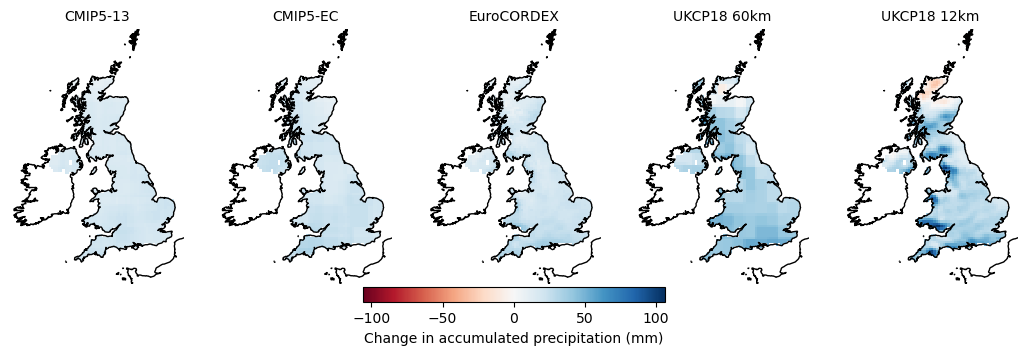 CMIP5-13 CMIP5-EC EuroCORDEX UKCP18 60km UKCP18 12km
−100 −50 0 50 100
Change in accumulated precipitation (mm)